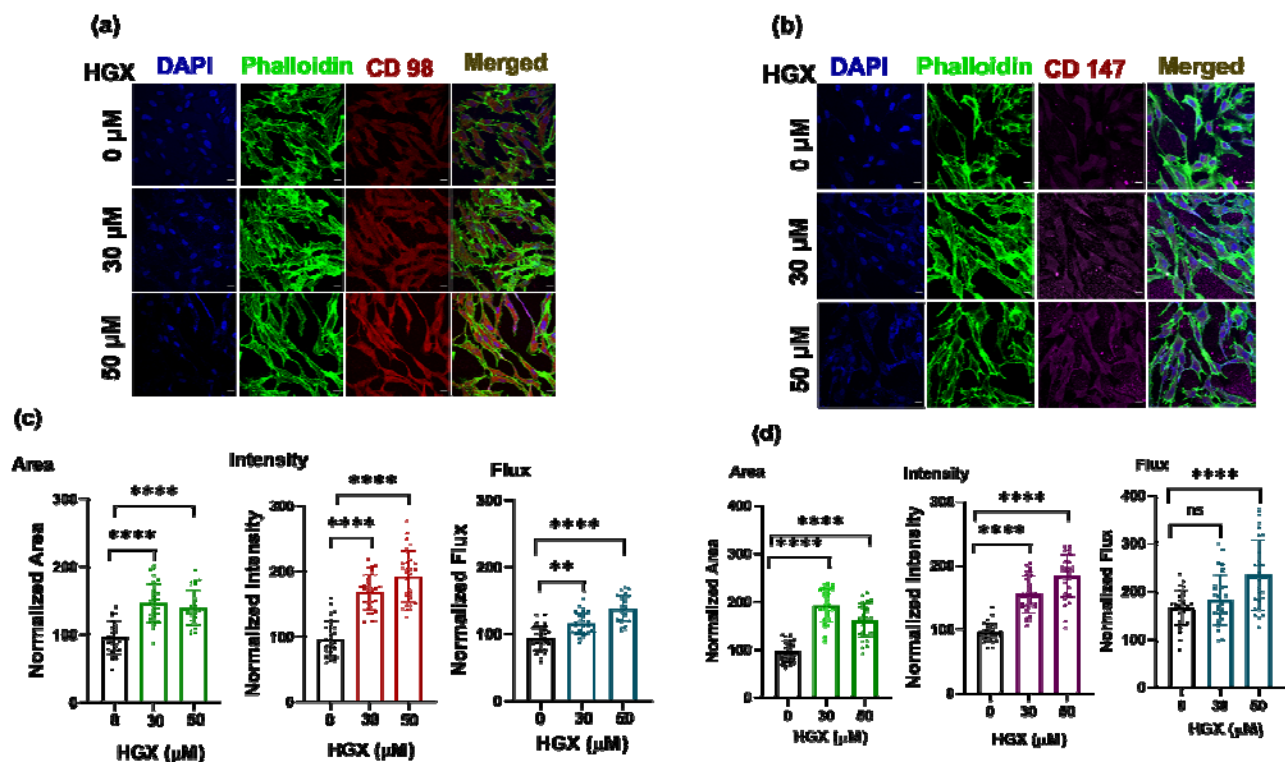 (a)
DAPI Phalloidin CD 98 Merged
HGX
0 µM
30 µM
50 µM
(b)
DAPI Phalloidin CD 147 Merged
HGX
0 µM
30 µM
50 µM
(c)
Area
Normalized Area
300
200
100
0
****
****
0 30 50
HGX (µM)
Intensity
Normalized Intensity
300
200
100
0
****
****
0 30 50
HGX (µM)
Flux
Normalized Flux
300
200
100
0
****
**
0 30 50
HGX (µM)
(d)
Area
Normalized Area
400
300
200
100
0
****
****
0 30 50
HGX (µM)
Intensity
Normalized Intensity
300
200
100
0
****
****
0 30 50
HGX (µM)
Flux
Normalized Flux
400
300
200
100
0
****
ns
0 30 50
HGX (µM)